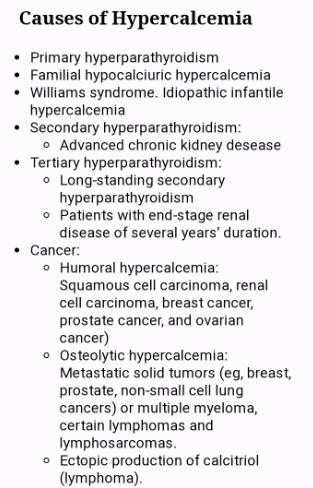 Causes of Hypercalcemia
• Primary hyperparathyroidism
• Familial hypocalciuric hypercalcemia
• Williams syndrome. Idiopathic infantile
hypercalcemia
• Secondary hyperparathyroidism:
◦ Advanced chronic kidney desease
• Tertiary hyperparathyroidism:
◦ Long-standing secondary
hyperparathyroidism
◦ Patients with end-stage renal
disease of several years' duration.
• Cancer:
◦ Humoral hypercalcemia:
Squamous cell carcinoma, renal
cell carcinoma, breast cancer,
prostate cancer, and ovarian
cancer)
◦ Osteolytic hypercalcemia:
Metastatic solid tumors (eg, breast,
prostate, non-small cell lung
cancers) or multiple myeloma,
certain lymphomas and
lymphosarcomas.
◦ Ectopic production of calcitriol
(lymphoma).